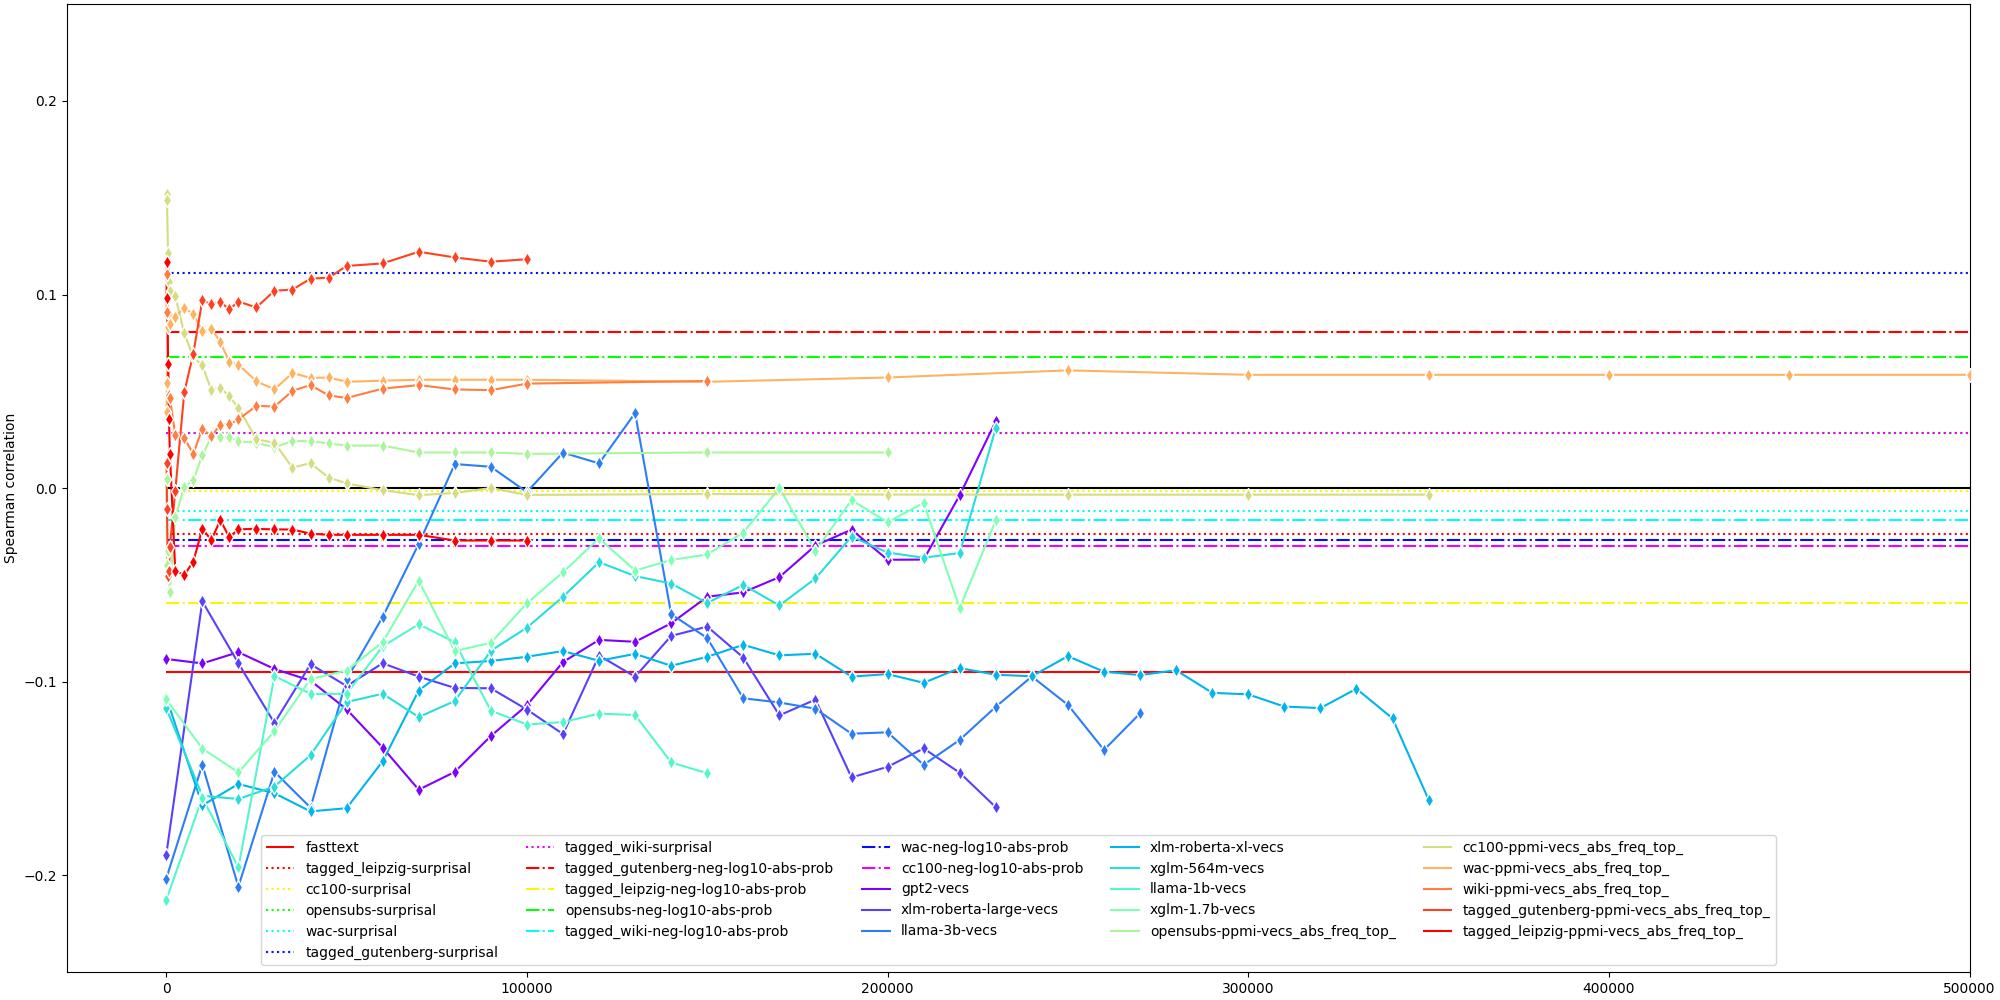 0.2
0.1
0.0
−0.1
−0.2
Spearman correlation
0
100000
200000
300000
400000
500000
fasttext
tagged_leipzig-surprisal
cc100-surprisal
opensubs-surprisal
wac-surprisal
tagged_gutenberg-surprisal
tagged_wiki-surprisal
tagged_gutenberg-neg-log10-abs-prob
tagged_leipzig-neg-log10-abs-prob
opensubs-neg-log10-abs-prob
tagged_wiki-neg-log10-abs-prob
wac-neg-log10-abs-prob
cc100-neg-log10-abs-prob
gpt2-vecs
xlm-roberta-large-vecs
llama-3b-vecs
xlm-roberta-xl-vecs
xglm-564m-vecs
llama-1b-vecs
xglm-1.7b-vecs
opensubs-ppmi-vecs_abs_freq_top_
cc100-ppmi-vecs_abs_freq_top_
wac-ppmi-vecs_abs_freq_top_
wiki-ppmi-vecs_abs_freq_top_
tagged_gutenberg-ppmi-vecs_abs_freq_top_
tagged_leipzig-ppmi-vecs_abs_freq_top_